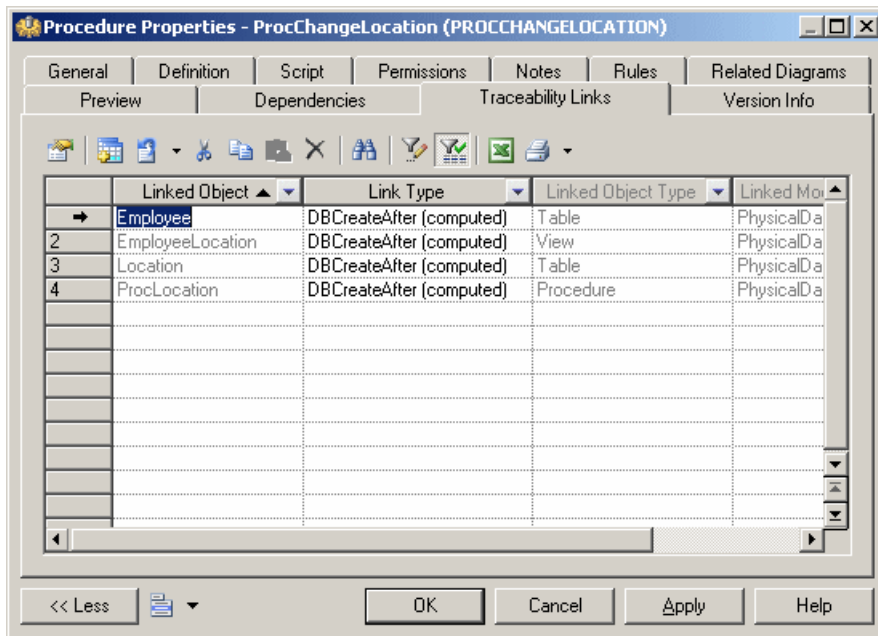 Procedure Properties - ProcChangeLocation (PROCCHANGELOCATION)
General Definition Script Permissions Notes Rules Related Diagrams
Preview Dependencies Traceability Links Version Info
Linked Object Link Type Linked Object Type Linked Mo
Employee DBCreateAfter (computed) Table PhysicalDa
2 EmployeeLocation DBCreateAfter (computed) View PhysicalDa
3 Location DBCreateAfter (computed) Table PhysicalDa
4 ProcLocation DBCreateAfter (computed) Procedure PhysicalDa
<< Less OK Cancel Apply Help